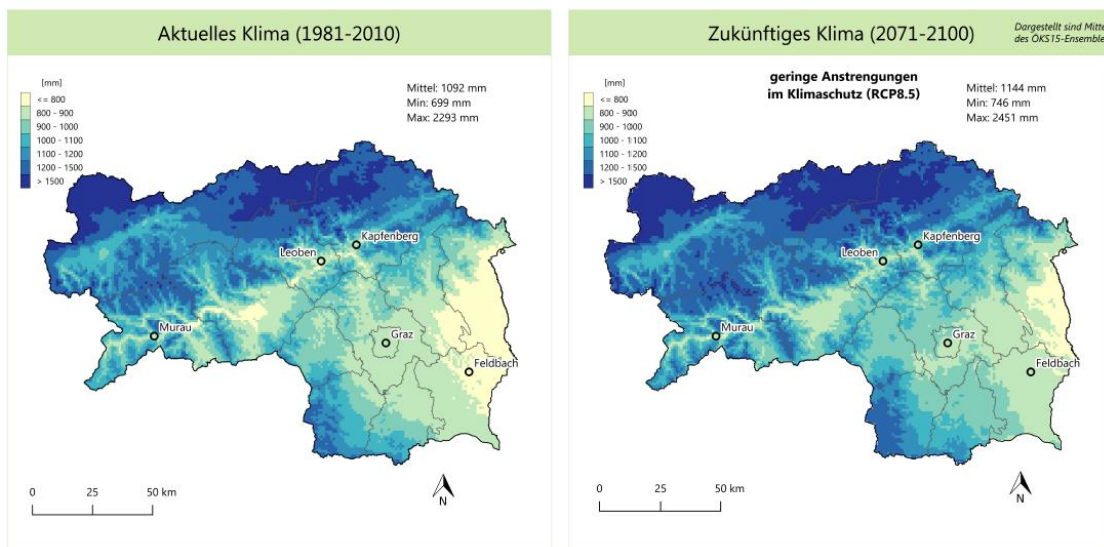 Aktuelles Klima (1981-2010)
[mm]
<= 800
800 - 900
900 - 1000
1000 - 1100
1100 - 1200
1200 - 1500
> 1500
Mittel: 1092 mm
Min: 699 mm
Max: 2293 mm
Kapfenberg
Leoben
Murau
Graz
Feldbach
0 25 50 km
N
Zukünftiges Klima (2071-2100)
Dargestellt sind
des ÖKS15-Ensemble
geringe Anstrengungen
im Klimaschutz (RCP8.5)
[mm]
<= 800
800 - 900
900 - 1000
1000 - 1100
1100 - 1200
1200 - 1500
> 1500
Mittel: 1144 mm
Min: 746 mm
Max: 2451 mm
Kapfenberg
Leoben
Murau
Graz
Feldbach
0 25 50 km
N